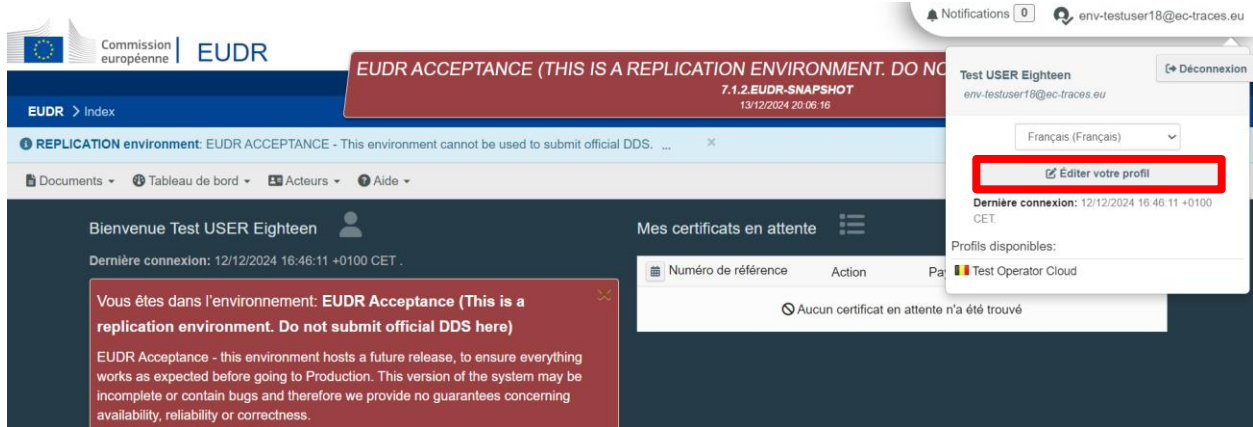 Notifications 0
env-testuser18@ec-traces.eu
Commission
européenne
EUDR
EUDR ACCEPTANCE (THIS IS A REPLICATION ENVIRONMENT. DO NO
7.1.2.EUDR-SNAPSHOT
13/12/2024 20:06:16
Test USER Eighteen
Déconnexion
env-testuser18@ec-traces.eu
EUDR > Index
Français (Français)
REPLICATION environment: EUDR ACCEPTANCE - This environment cannot be used to submit official DDS. ... ×
Éditer votre profil
Documents Tableau de bord Acteurs Aide
Dernière connexion: 12/12/2024 16:46:11 +0100
CET.
Profils disponibles:
Test Operator Cloud
Bienvenue Test USER Eighteen
Dernière connexion: 12/12/2024 16:46:11 +0100 CET .
Vous êtes dans l'environnement: EUDR Acceptance (This is a
replication environment. Do not submit official DDS here)
EUDR Acceptance - this environment hosts a future release, to ensure everything
works as expected before going to Production. This version of the system may be
incomplete or contain bugs and therefore we provide no guarantees concerning
availability, reliability or correctness.
Mes certificats en attente
Numéro de référence Action Pa
Aucun certificat en attente n'a été trouvé